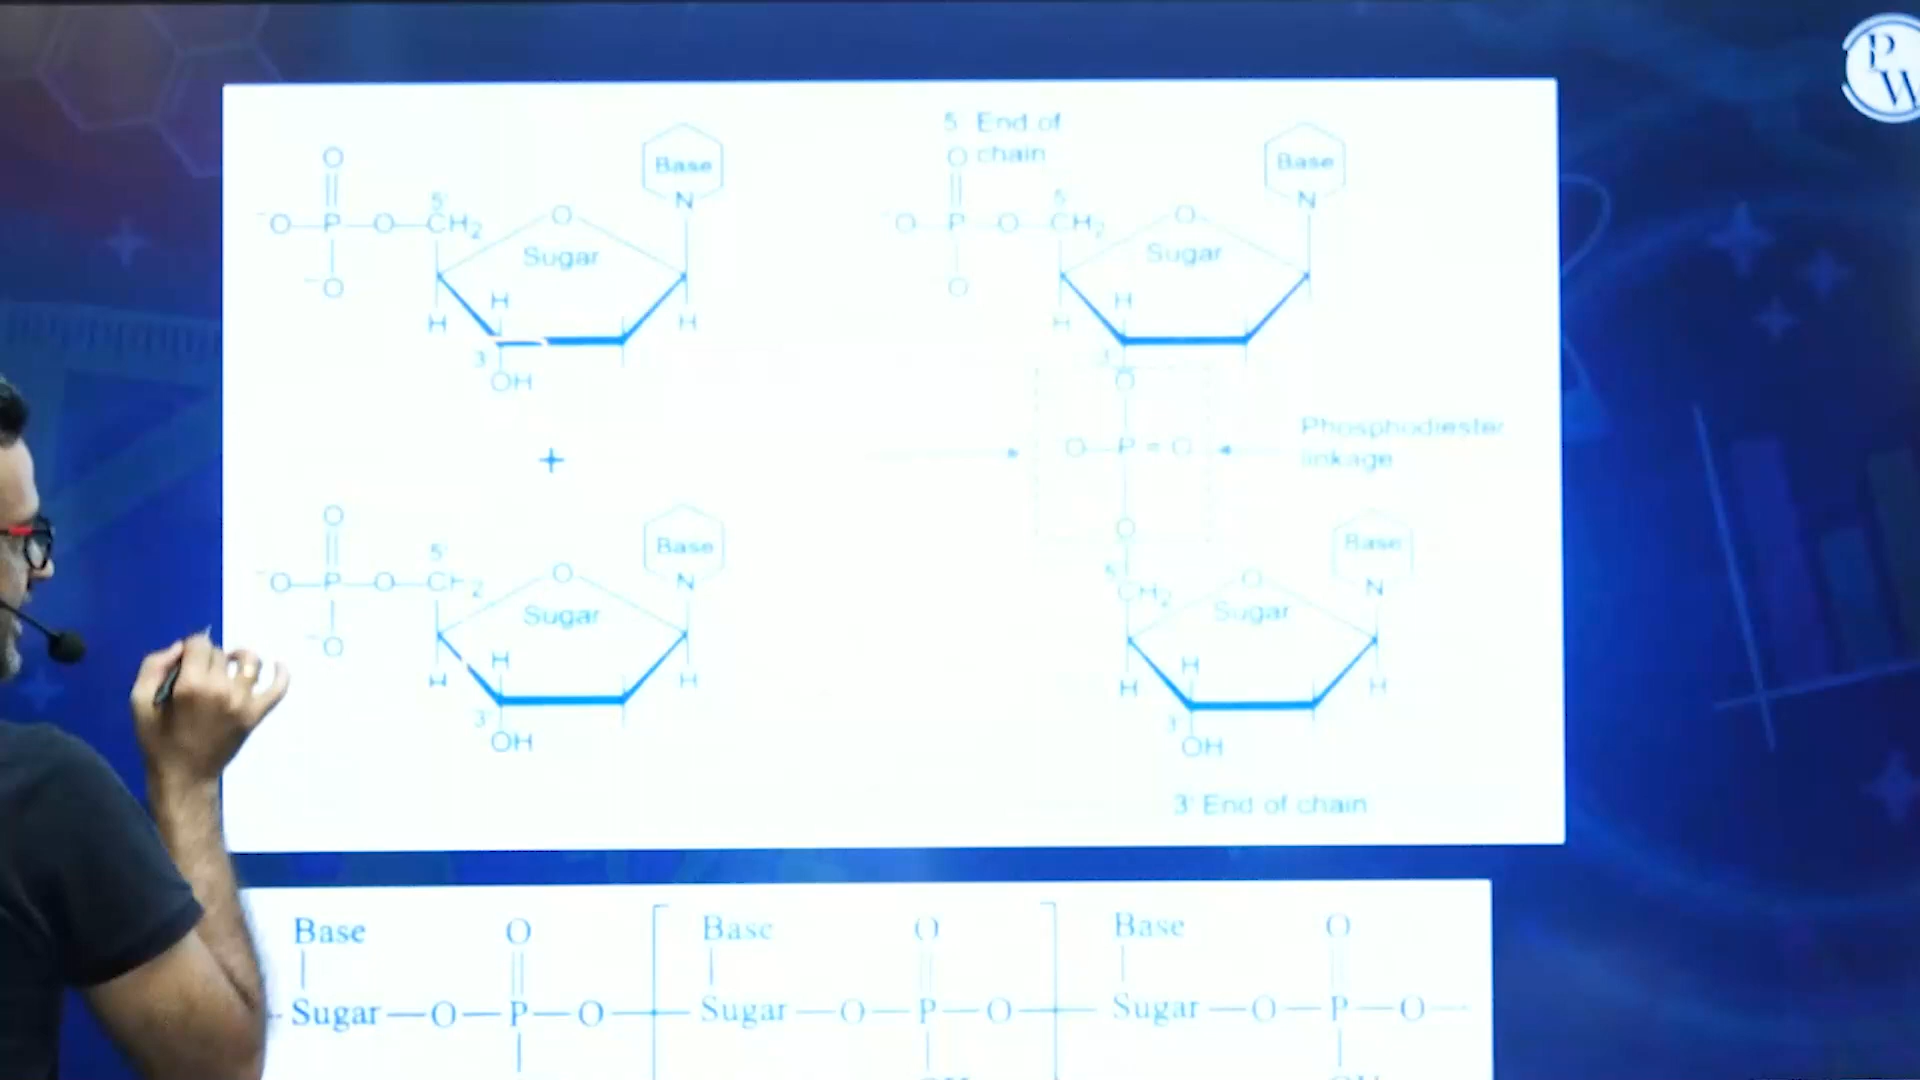 O
Base
N
⁻O—P—O—CH₂
5'
⁻O
O
Sugar
H
H
H
3'
OH
+
O
Base
N
⁻O—P—O—CH₂
5'
⁻O
O
Sugar
H
H
H
3'
OH
5' End of
chain
O
Base
N
O P O CH₂
5'
O
O
Sugar
H
H
3'
O
O—P=O
O
Phosphodiester
linkage
5'
CH₂
O
Sugar
Base
N
H
H
H
3'
OH
3' End of chain
Base O Base O Base O
Sugar—O—P—O—Sugar—O—P—O—Sugar—O—P—O—
PW